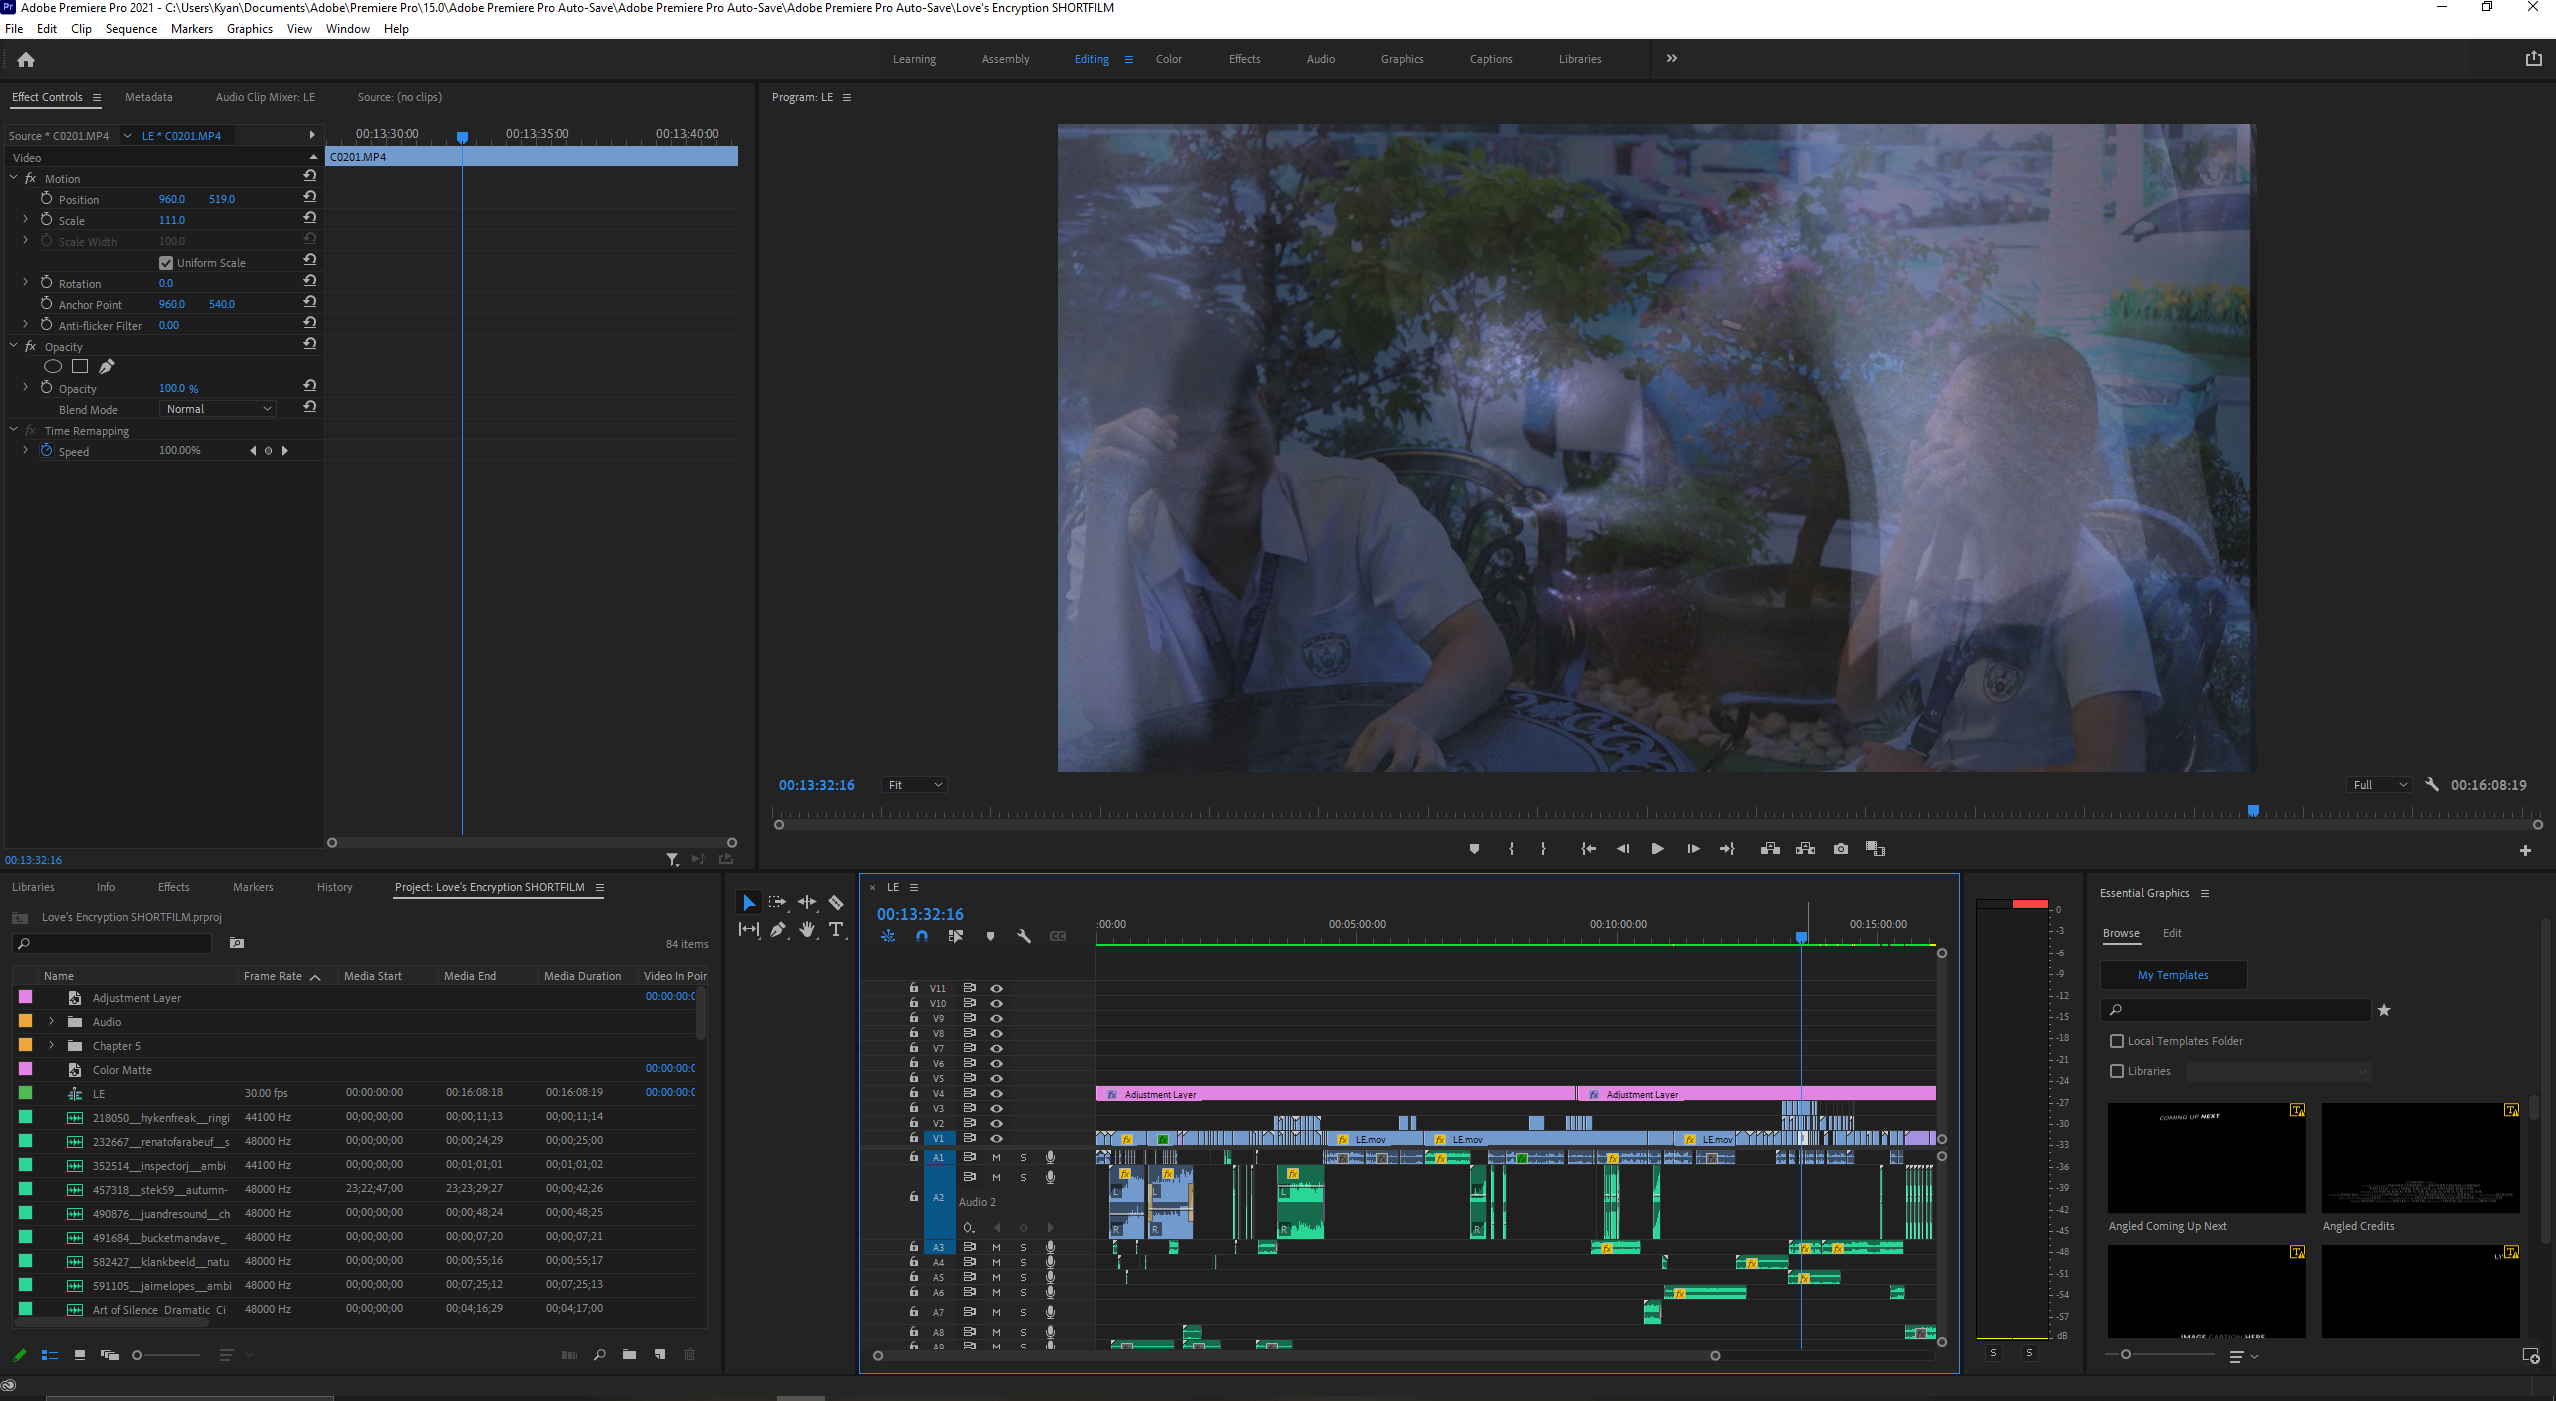 Adobe Premiere Pro 2021 - C:\Users\Kyan\Documents\Adobe\Premiere Pro\15.0\Adobe Premiere Pro Auto-Save\Adobe Premiere Pro Auto-Save\Adobe Premiere Pro Auto-Save\Love's Encryption SHORTFILM
File Edit Clip Sequence Markers Graphics View Window Help
Learning Assembly Editing Color Effects Audio Graphics Captions Libraries
Effect Controls Metadata Audio Clip Mixer: LE Source: (no clips)
Program: LE
Source * C0201.MP4 LE * C0201.MP4
00:13:30:00 00:13:35:00 00:13:40:00
Video
C0201.MP4
fx Motion
Position 960.0 519.0
Scale 111.0
Scale Width 100.0
Uniform Scale
Rotation 0.0
Anchor Point 960.0 540.0
Anti-flicker Filter 0.00
fx Opacity
Opacity 100.0 %
Blend Mode Normal
fx Time Remapping
Speed 100.00%
00:13:32:16
00:13:32:16 Fit Full 00:16:08:19
Libraries Info Effects Markers History Project: Love's Encryption SHORTFILM
Love's Encryption SHORTFILM.prproj
84 items
Name Frame Rate Media Start Media End Media Duration Video In Poin
Adjustment Layer 00:00:00:0
Audio
Chapter 5
Color Matte 00:00:00:0
LE 30.00 fps 00:00:00:00 00:16:08:18 00:16:08:19 00:00:00:0
218050__hykenfreak__ringi 44100 Hz 00;00;00;00 00;00;11;13 00;00;11;14
232667__renatofarabeuf__s 48000 Hz 00;00;00;00 00;00;24;29 00;00;25;00
352514__inspectorj__ambi 44100 Hz 00;00;00;00 00;01;01;01 00;01;01;02
457318__stek59__autumn- 48000 Hz 23;22;47;00 23;23;29;27 00;00;42;26
490876__juandresound__ch 48000 Hz 00;00;00;00 00;00;48;24 00;00;48;25
491684__bucketmandave_ 48000 Hz 00;00;00;00 00;00;07;20 00;00;07;21
582427__klankbeeld__natu 48000 Hz 00;00;00;00 00;00;55;16 00;00;55;17
591105__jaimelopes__ambi 48000 Hz 00;00;00;00 00;07;25;12 00;07;25;13
Art of Silence_Dramatic_Ci 48000 Hz 00;00;00;00 00;04;16;29 00;04;17;00
LE
00:13:32:16
:00:00 00:05:00:00 00:10:00:00 00:15:00:00
V11
V10
V9
V8
V7
V6
V5
V4 fx Adjustment Layer fx Adjustment Layer
V3
V2
V1 fx fx fx LE.mov fx LE.mov fx LE.mov
A1 M S
A2 M S
Audio 2
L L L L
R R R R
A3 M S
A4 M S
A5 M S
A6 M S
A7 M S
A8 M S
A9 M S
0
-3
-6
-9
-12
-15
-18
-21
-24
-27
-30
-33
-36
-39
-42
-45
-48
-51
-54
-57
dB
S S
Essential Graphics
Browse Edit
My Templates
Local Templates Folder
Libraries
COMING UP NEXT
Angled Coming Up Next Angled Credits
IMAGE CAPTION HERE